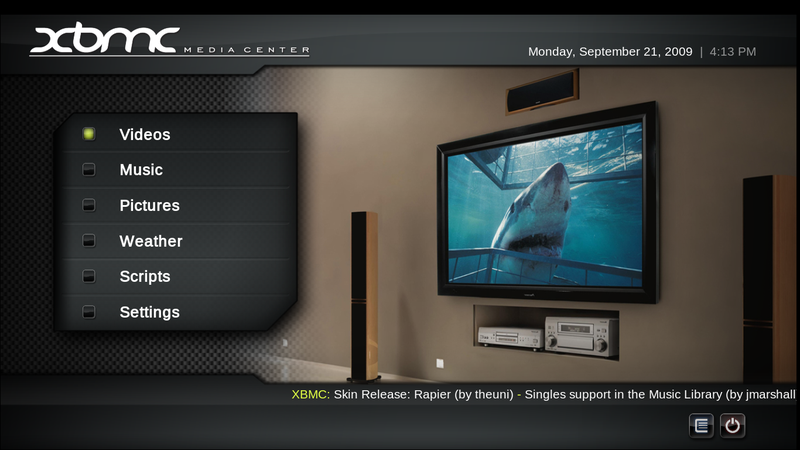 xbmc MEDIA CENTER
Monday, September 21, 2009 | 4:13 PM
Videos
Music
Pictures
Weather
Scripts
Settings
XBMC: Skin Release: Rapier (by theuni) - Singles support in the Music Library (by jmarshall